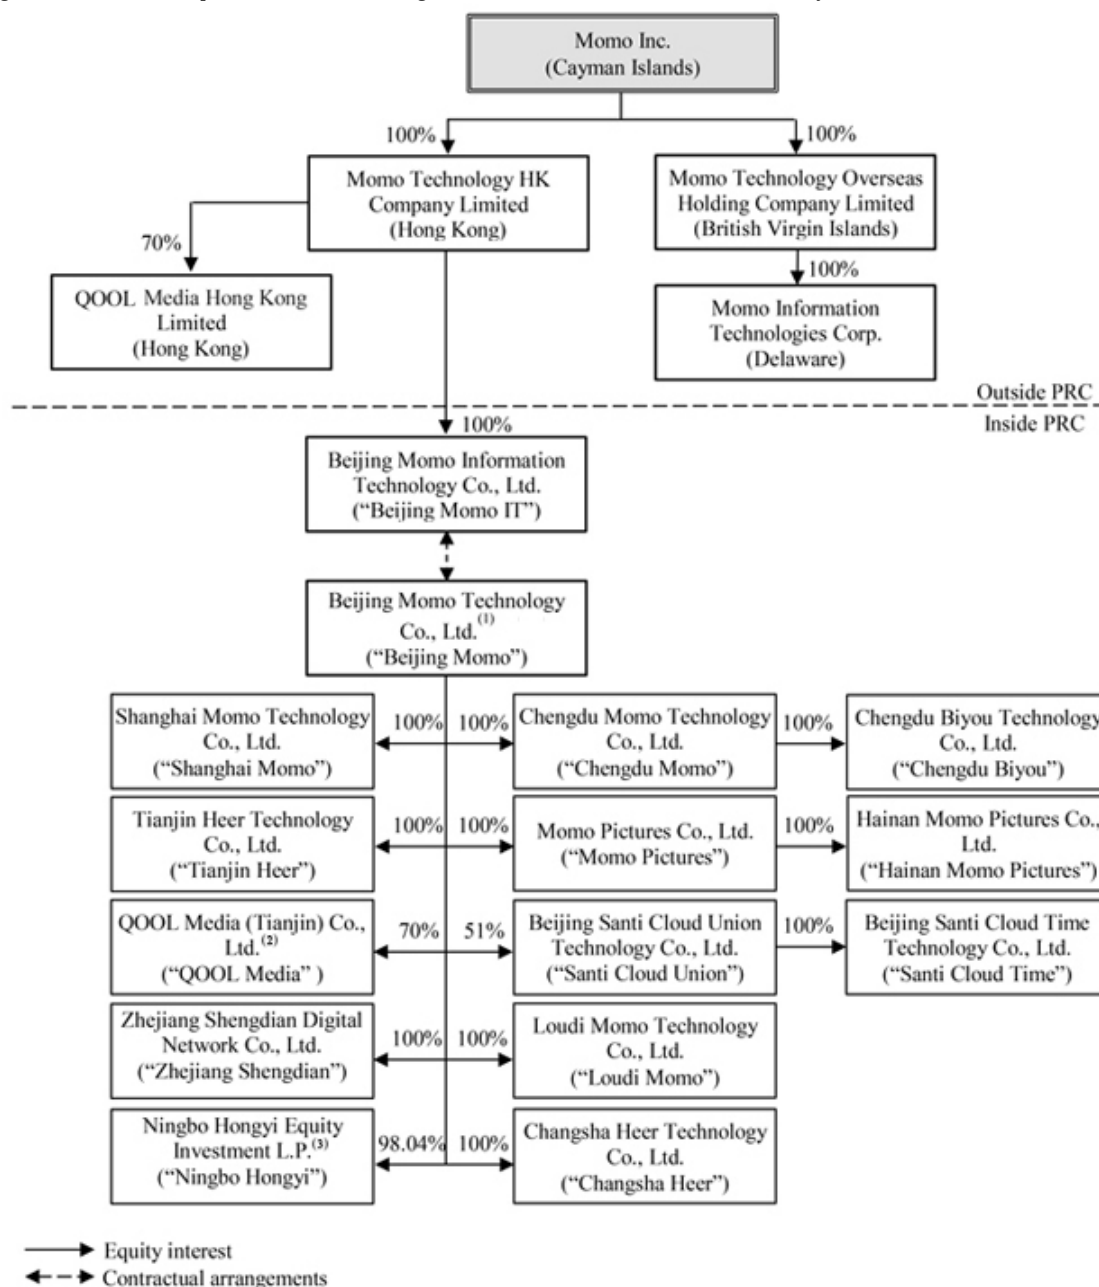 Momo Inc.
(Cayman Islands)
100%
100%
Momo Technology HK
Company Limited
(Hong Kong)
Momo Technology Overseas
Holding Company Limited
(British Virgin Islands)
70%
100%
QOOL Media Hong Kong
Limited
(Hong Kong)
Momo Information
Technologies Corp.
(Delaware)
Outside PRC
Inside PRC
100%
Beijing Momo Information
Technology Co., Ltd.
(“Beijing Momo IT”)
Beijing Momo Technology
Co., Ltd.(1)
(“Beijing Momo”)
Shanghai Momo Technology
Co., Ltd.
(“Shanghai Momo”)
100%
100%
Chengdu Momo Technology
Co., Ltd.
(“Chengdu Momo”)
100%
Chengdu Biyou Technology
Co., Ltd.
(“Chengdu Biyou”)
Tianjin Heer Technology
Co., Ltd.
(“Tianjin Heer”)
100%
100%
Momo Pictures Co., Ltd.
(“Momo Pictures”)
100%
Hainan Momo Pictures Co.,
Ltd.
(“Hainan Momo Pictures”)
QOOL Media (Tianjin) Co.,
Ltd.(2)
(“QOOL Media” )
70%
51%
Beijing Santi Cloud Union
Technology Co., Ltd.
(“Santi Cloud Union”)
100%
Beijing Santi Cloud Time
Technology Co., Ltd.
(“Santi Cloud Time”)
Zhejiang Shengdian Digital
Network Co., Ltd.
(“Zhejiang Shengdian”)
100%
100%
Loudi Momo Technology
Co., Ltd.
(“Loudi Momo”)
Ningbo Hongyi Equity
Investment L.P.(3)
(“Ningbo Hongyi”)
98.04%
100%
Changsha Heer Technology
Co., Ltd.
(“Changsha Heer”)
Equity interest
Contractual arrangements